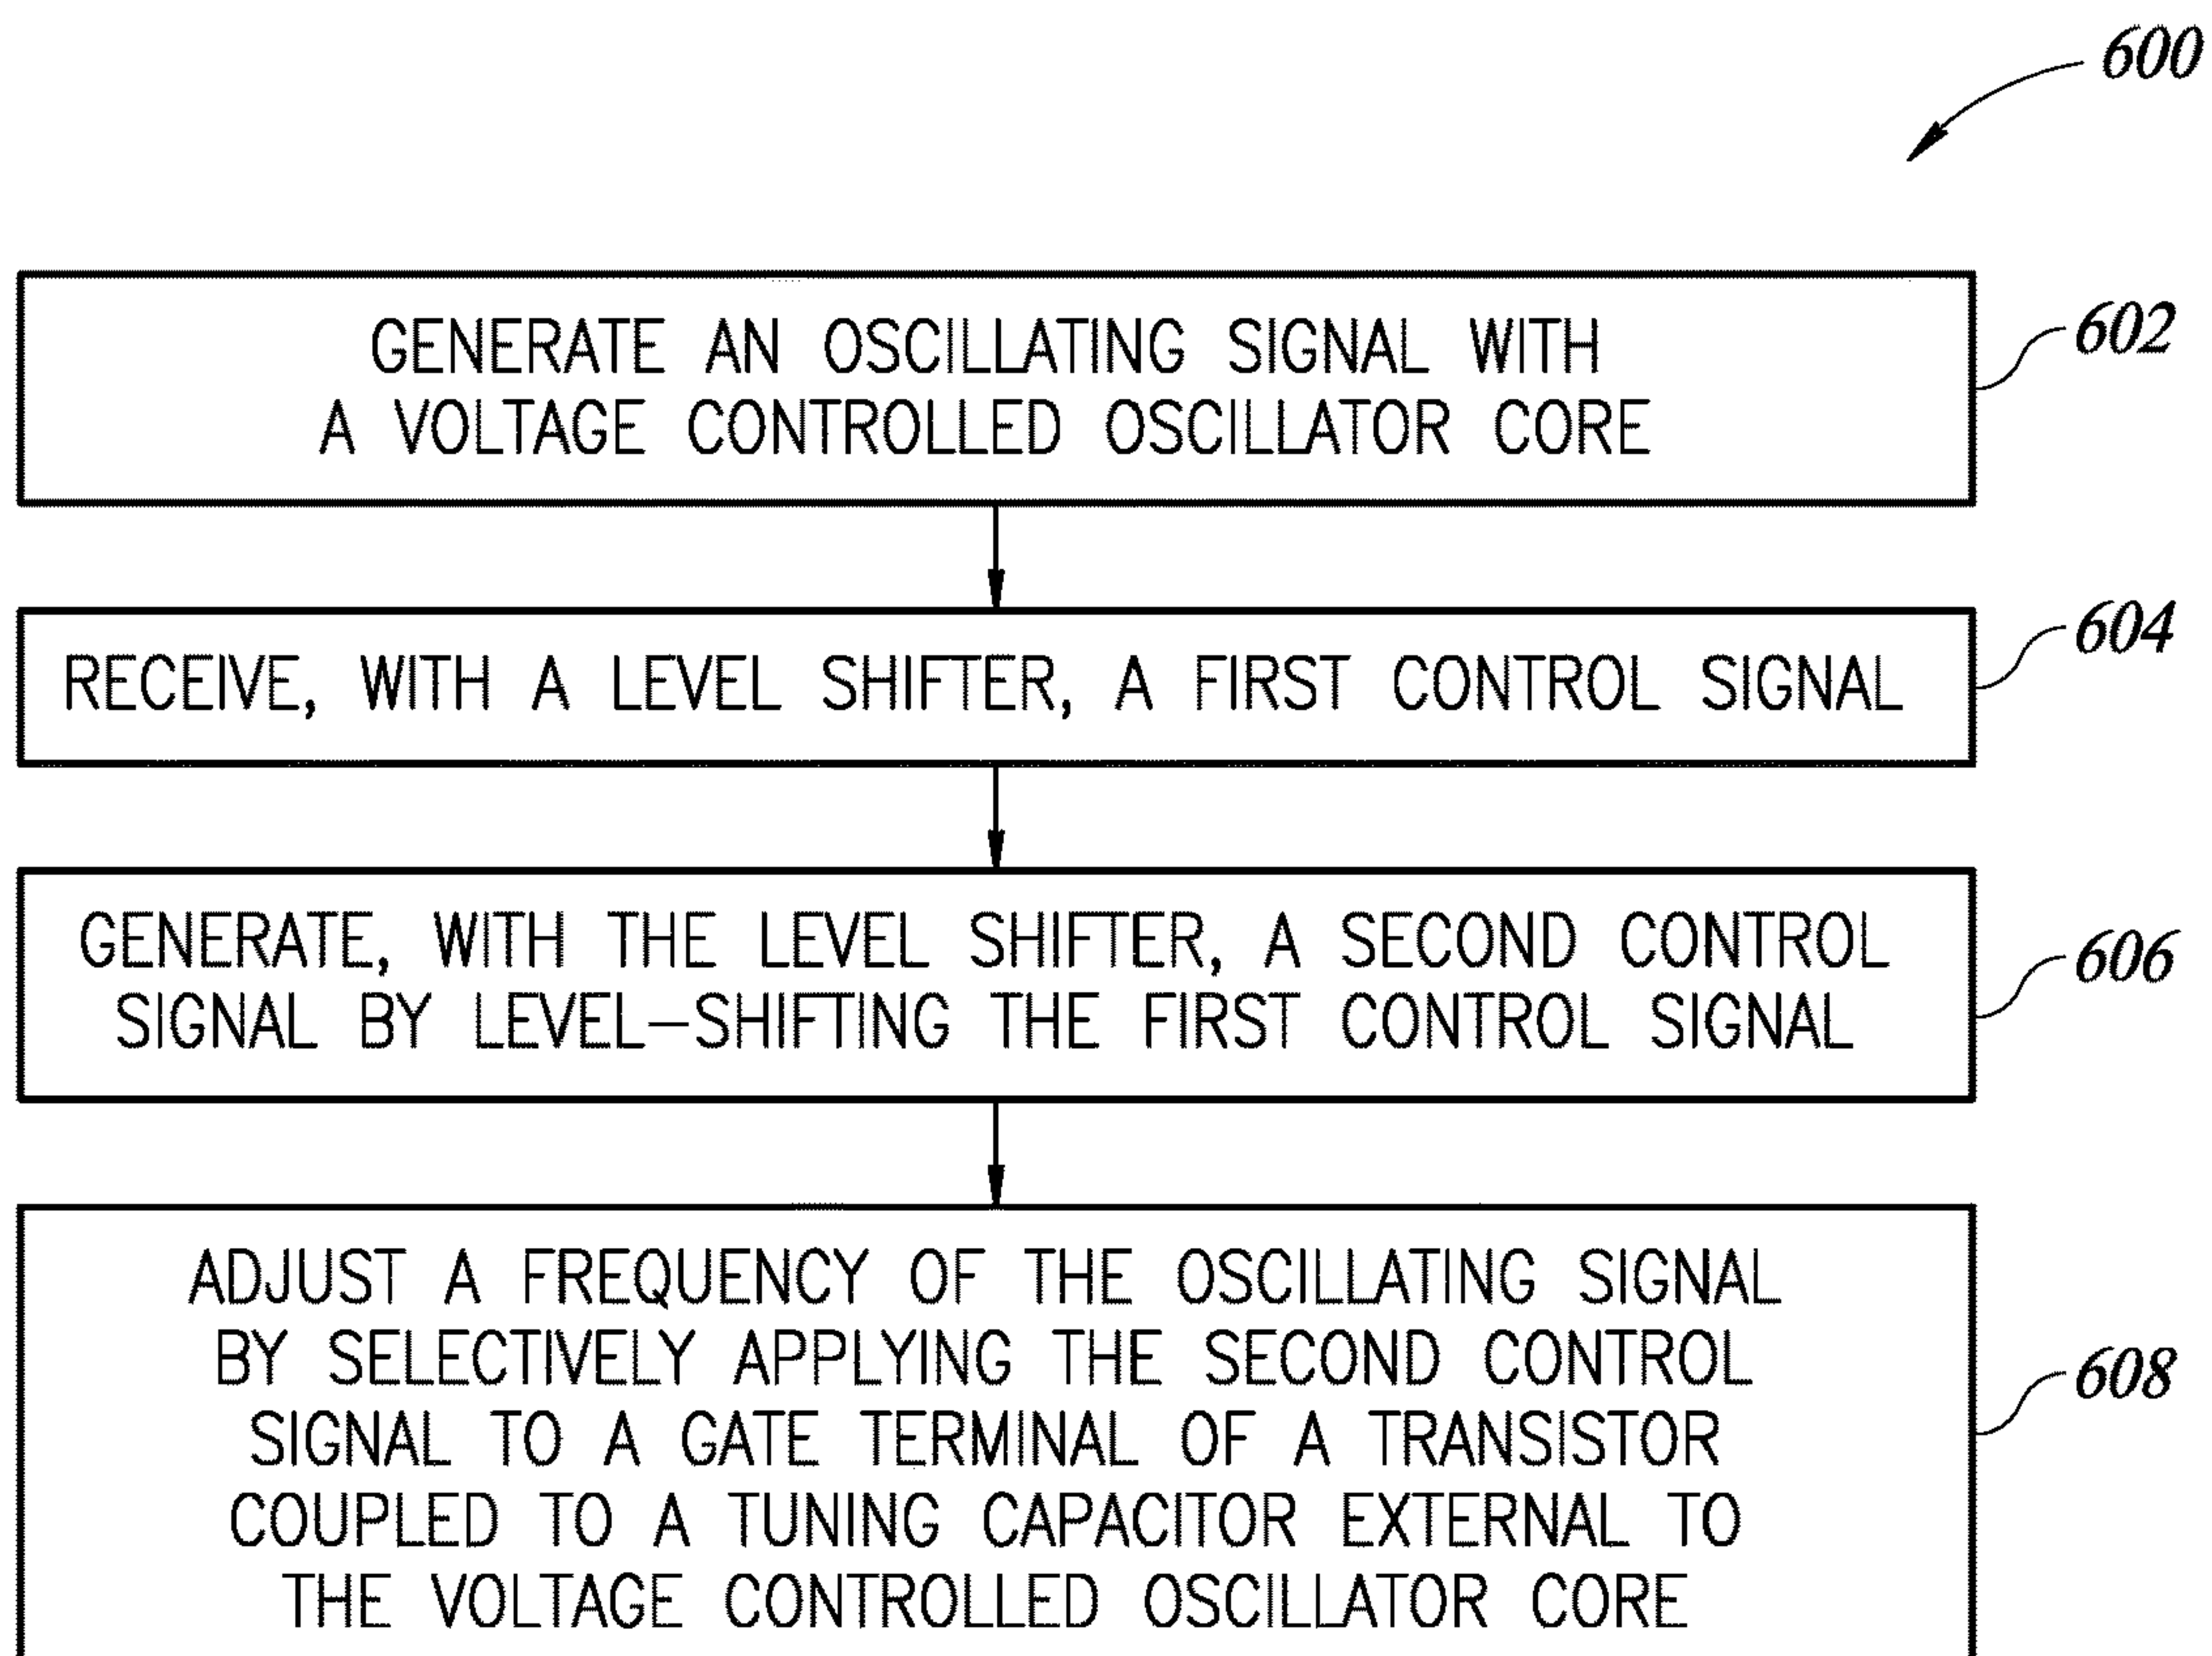 600
GENERATE AN OSCILLATING SIGNAL WITH
A VOLTAGE CONTROLLED OSCILLATOR CORE
602
RECEIVE, WITH A LEVEL SHIFTER, A FIRST CONTROL SIGNAL
604
GENERATE, WITH THE LEVEL SHIFTER, A SECOND CONTROL
SIGNAL BY LEVEL-SHIFTING THE FIRST CONTROL SIGNAL
606
ADJUST A FREQUENCY OF THE OSCILLATING SIGNAL
BY SELECTIVELY APPLYING THE SECOND CONTROL
SIGNAL TO A GATE TERMINAL OF A TRANSISTOR
COUPLED TO A TUNING CAPACITOR EXTERNAL TO
THE VOLTAGE CONTROLLED OSCILLATOR CORE
608